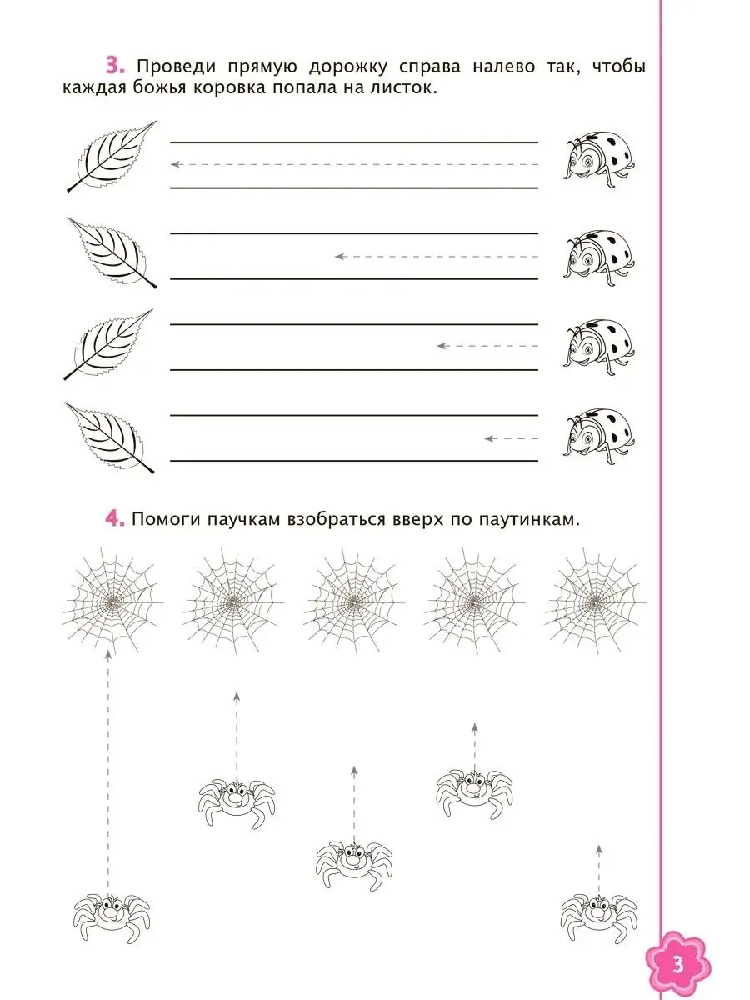 3. Проведи прямую дорожку справа налево так, чтобы
каждая божья коровка попала на листок.
4. Помоги паучкам взобраться вверх по паутинкам.
3